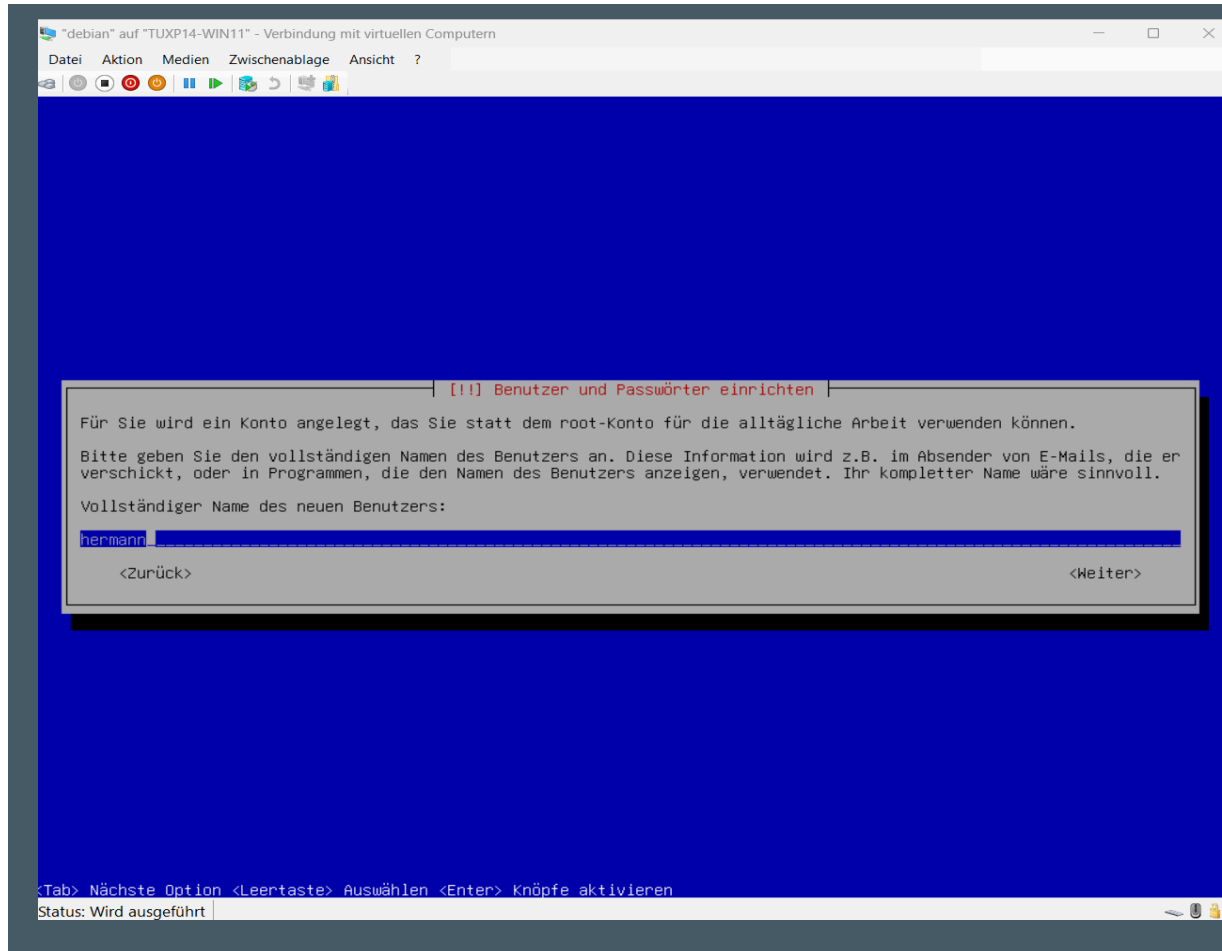 "debian" auf "TUXP14-WIN11" - Verbindung mit virtuellen Computern
Datei Aktion Medien Zwischenablage Ansicht ?
[!!] Benutzer und Passwörter einrichten
Für Sie wird ein Konto angelegt, das Sie statt dem root-Konto für die alltägliche Arbeit verwenden können.
Bitte geben Sie den vollständigen Namen des Benutzers an. Diese Information wird z.B. im Absender von E-Mails, die er
verschickt, oder in Programmen, die den Namen des Benutzers anzeigen, verwendet. Ihr kompletter Name wäre sinnvoll.
Vollständiger Name des neuen Benutzers:
hermann
<Zurück> <Weiter>
<Tab> Nächste Option <Leertaste> Auswählen <Enter> Knöpfe aktivieren
Status: Wird ausgeführt